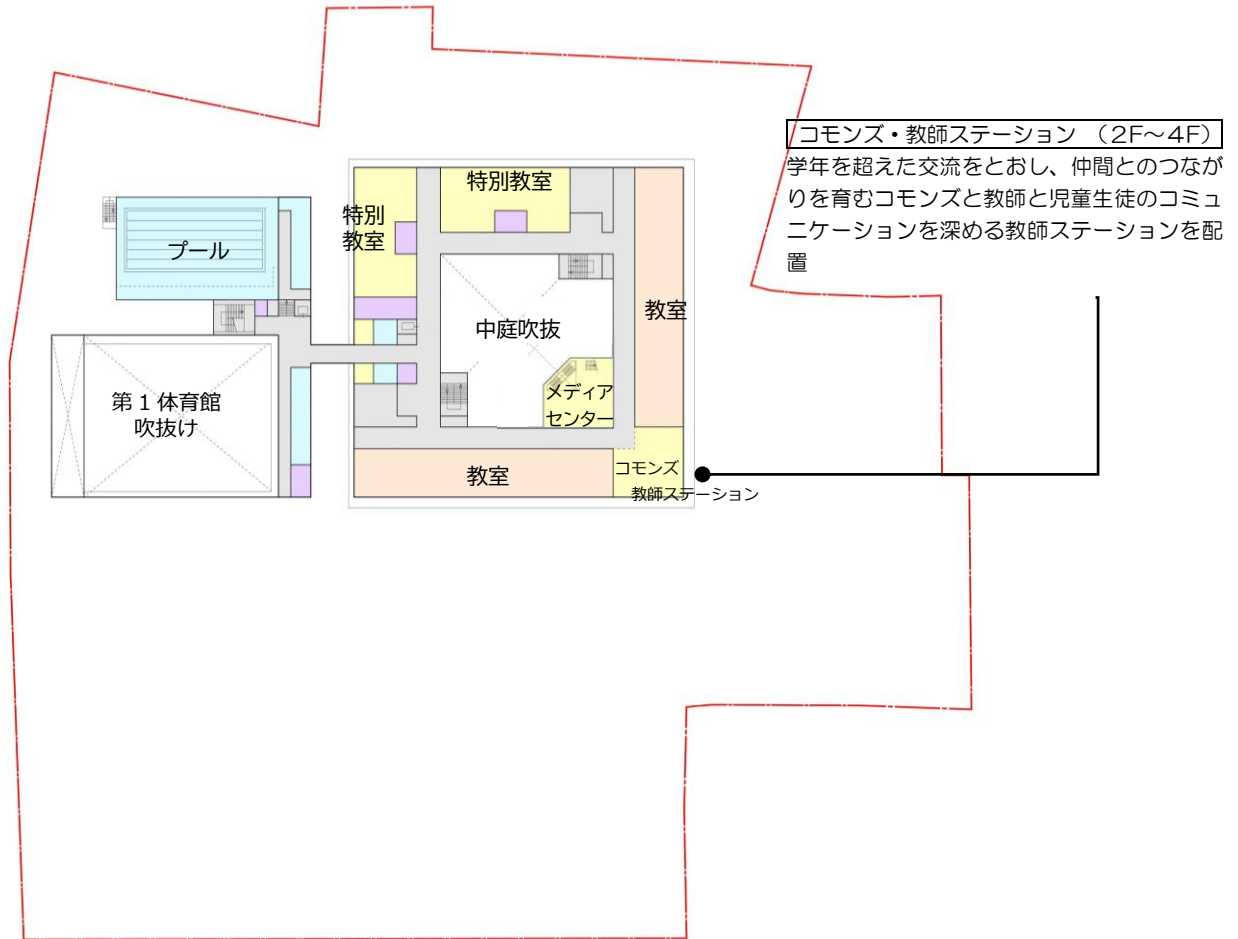 コモンズ・教師ステーション （2F～4F）
学年を超えた交流をとおし、仲間とのつなが
りを育むコモンズと教師と児童生徒のコミュ
ニケーションを深める教師ステーションを配
置
特別教室
特別
教室
プール
教室
中庭吹抜
メディア
センター
第１体育館
吹抜け
教室
コモンズ
教師ステーション